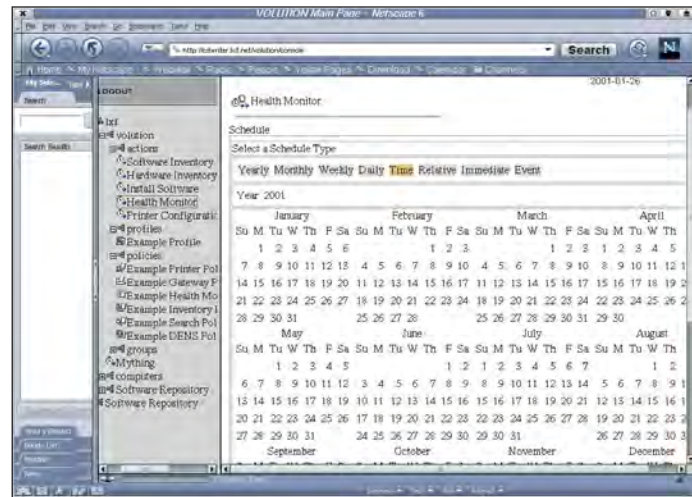 VOLUTION Main Page - Netscape 6
File Edit View Search Go Bookmarks Tasks Help
Search
N
2001-01-26
Search
Search Results
LOGOUT
volution
actions
Software Inventory
Hardware Inventory
Install Software
Health Monitor
Printer Configuratic
profiles
Example Profile
policies
Example Printer Pol
Example Gateway P
Example Health Mo
Example Inventory I
Example Search Pol
Example DENS Pol
groups
Mything
computers
Software Repository
Software Repository
Health Monitor
Schedule
Select a Schedule Type
Yearly Monthly Weekly Daily Time Relative Immediate Event
Year 2001
January February March April
Su M Tu W Th F Sa Su M Tu W Th F Sa Su M Tu W Th F Sa Su M Tu W Th
1 2 3 4 5 6 1 2 3 1 2 3 1 2 3 4 5
7 8 9 10 11 12 13 4 5 6 7 8 9 10 4 5 6 7 8 9 10 8 9 10 11 12 1
14 15 16 17 18 19 20 11 12 13 14 15 16 17 11 12 13 14 15 16 17 15 16 17 18 19 2
21 22 23 24 25 26 27 18 19 20 21 22 23 24 18 19 20 21 22 23 24 22 23 24 25 26 2
28 29 30 31 25 26 27 28 25 26 27 28 29 30 31 29 30
May June July August
Su M Tu W Th F Sa Su M Tu W Th F Sa Su M Tu W Th F Sa Su M Tu W Th
1 2 3 4 5 1 2 1 2 3 4 5 6 7 1 2
6 7 8 9 10 11 12 3 4 5 6 7 8 9 8 9 10 11 12 13 14 5 6 7 8 9 1
13 14 15 16 17 18 19 10 11 12 13 14 15 16 15 16 17 18 19 20 21 12 13 14 15 16 1
20 21 22 23 24 25 26 17 18 19 20 21 22 23 22 23 24 25 26 27 28 19 20 21 22 23 2
27 28 29 30 31 24 25 26 27 28 29 30 29 30 31 26 27 28 29 30 3
September October November December